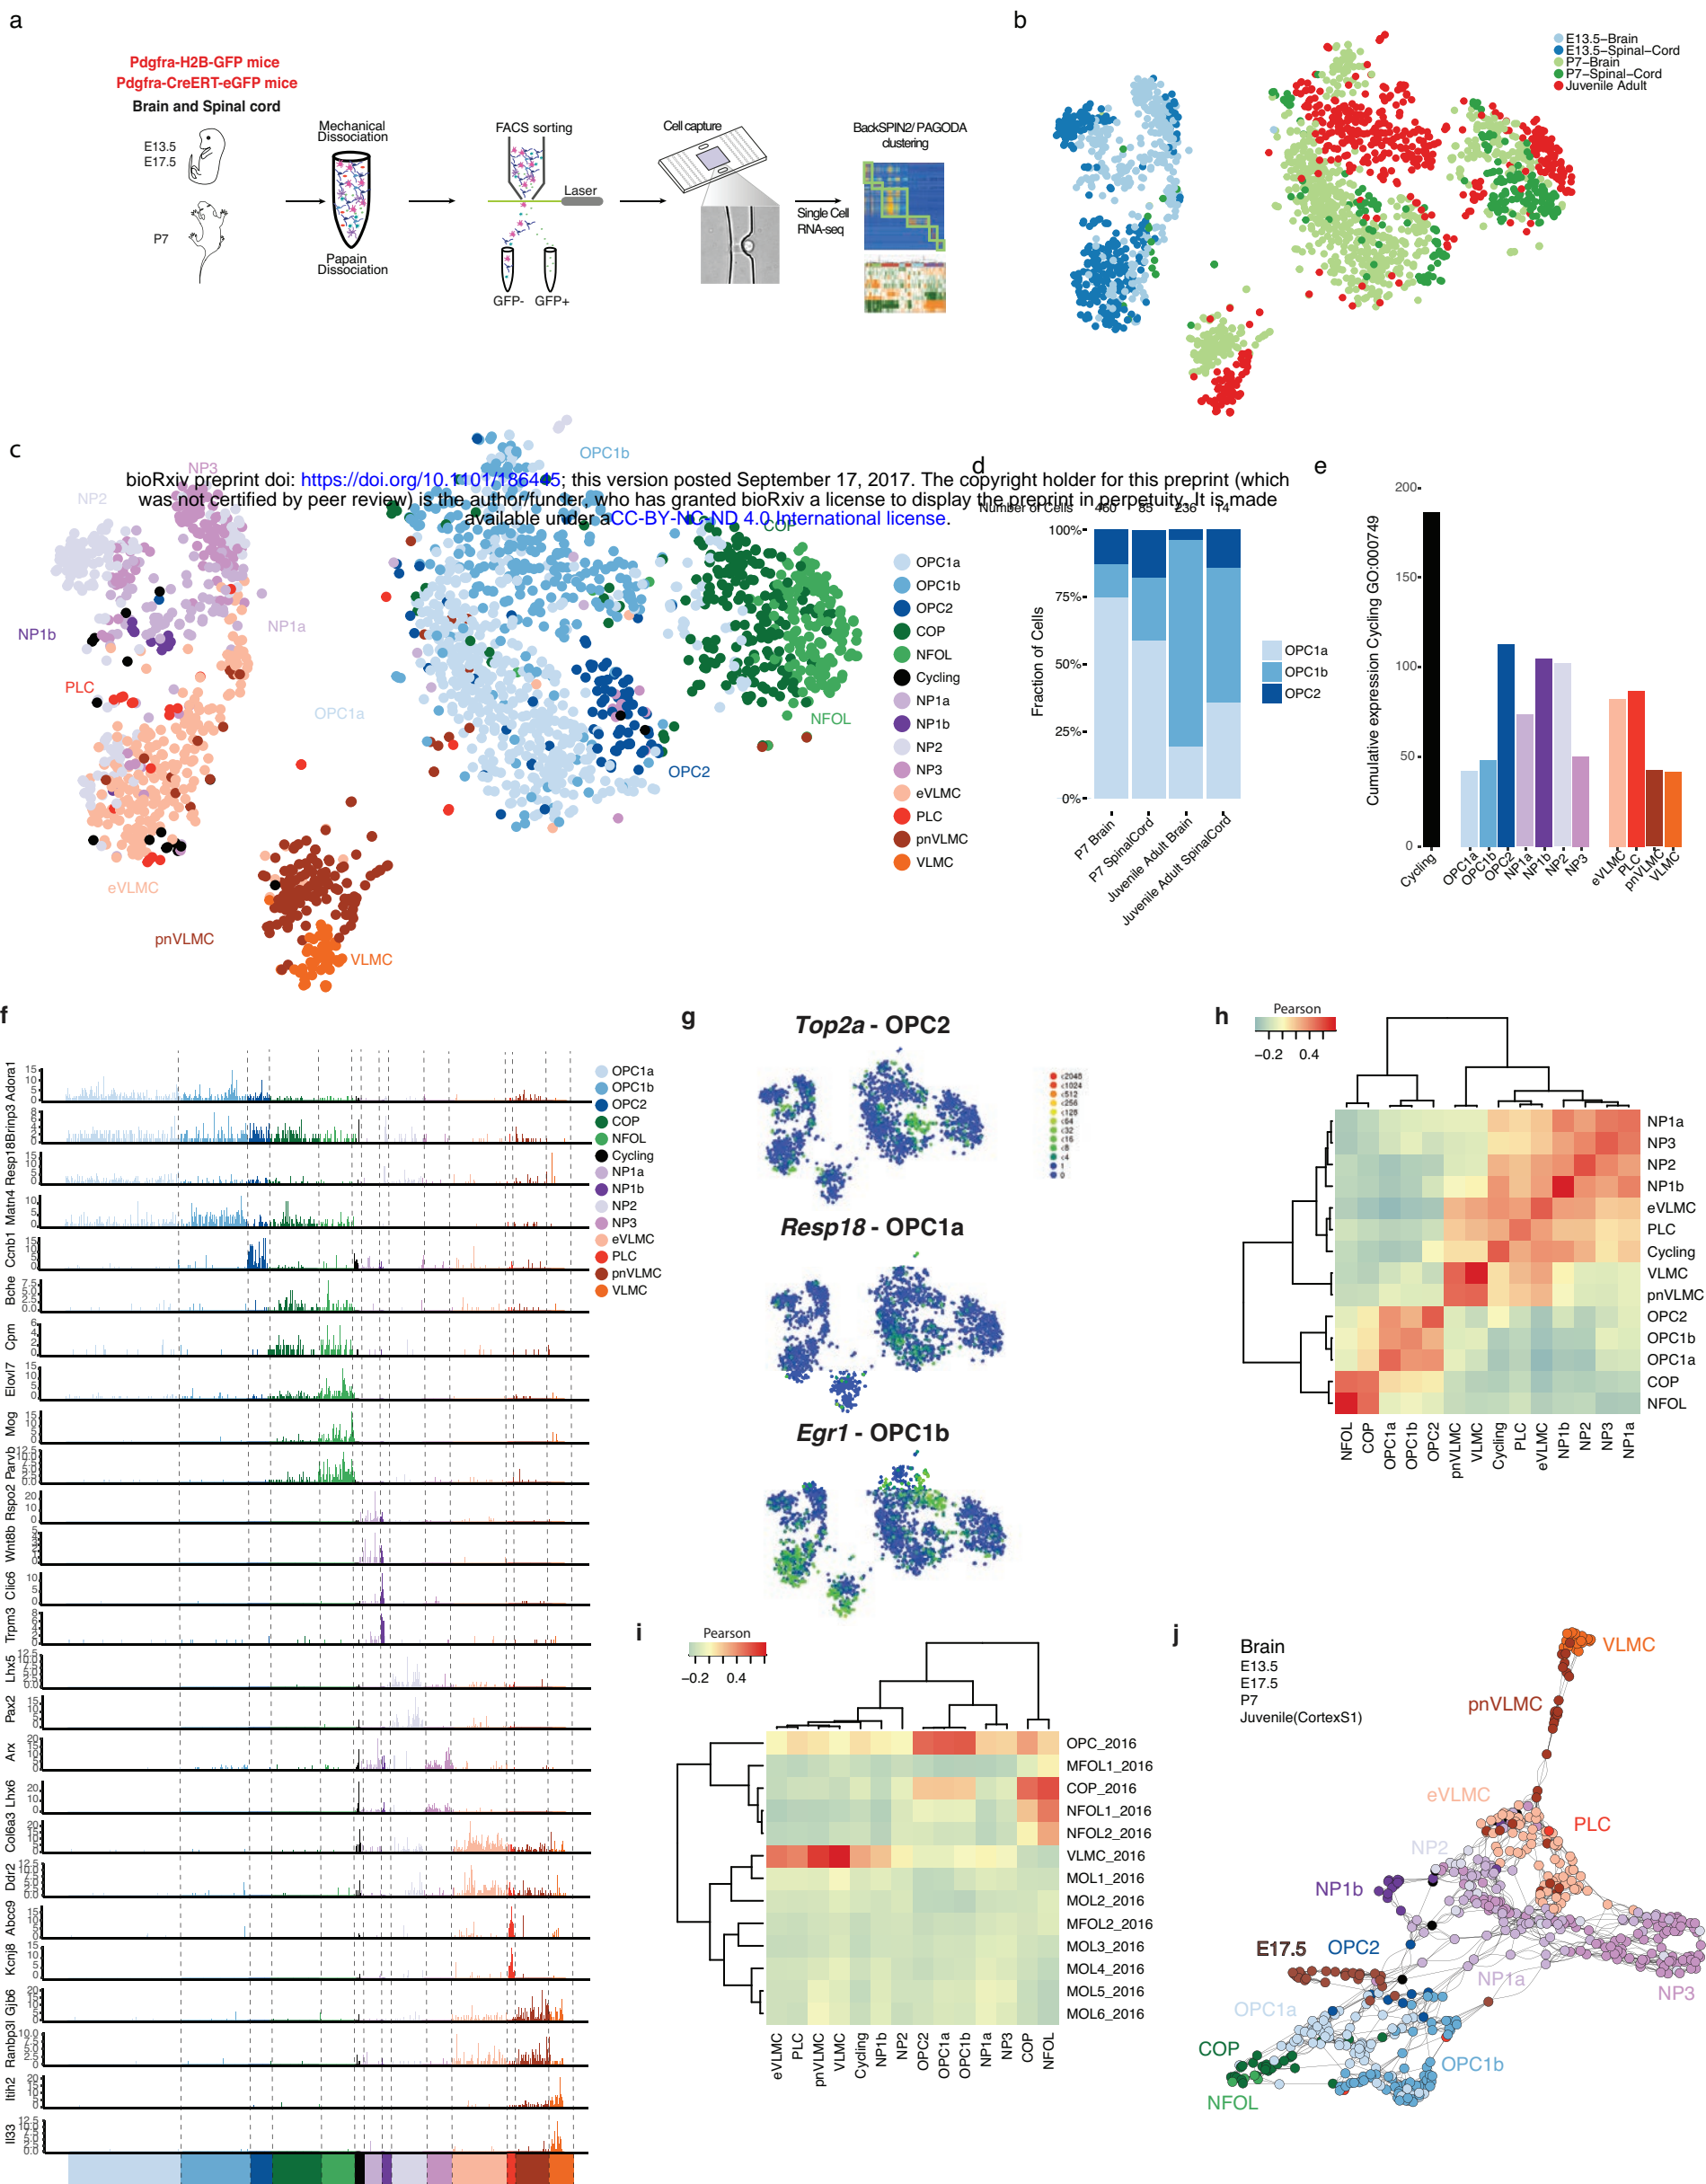 a
Pdgfra-H2B-GFP mice
Pdgfra-CreERT-eGFP mice
Brain and Spinal cord
E13.5
E17.5
P7
Mechanical
Dissociation
Papain
Dissociation
FACS sorting
Laser
GFP-
GFP+
Cell capture
Single Cell
RNA-seq
BackSPIN2/ PAGODA
clustering
b
E13.5−Brain
E13.5−Spinal−Cord
P7−Brain
P7−Spinal−Cord
Juvenile Adult
bioRxiv preprint doi: https://doi.org/10.1101/186445; this version posted September 17, 2017. The copyright holder for this preprint (which
was not certified by peer review) is the author/funder, who has granted bioRxiv a license to display the preprint in perpetuity. It is made
available under aCC-BY-NC-ND 4.0 International license.
c
OPC1b
NP3
NP2
COP
NP1b
NP1a
PLC
OPC1a
NFOL
OPC2
eVLMC
pnVLMC
VLMC
OPC1a
OPC1b
OPC2
COP
NFOL
Cycling
NP1a
NP1b
NP2
NP3
eVLMC
PLC
pnVLMC
VLMC
d
Number of Cells 460 85 236 14
Fraction of Cells
100%
75%
50%
25%
0%
P7 Brain
P7 SpinalCord
Juvenile Adult Brain
Juvenile Adult SpinalCord
OPC1a
OPC1b
OPC2
e
Cumulative expression Cycling GO:000749
200
150
100
50
0
Cycling
OPC1a
OPC1b
OPC2
NP1a
NP1b
NP2
NP3
eVLMC
PLC
pnVLMC
VLMC
f
Adora1
Brinp3
Resp18
Matn4
Ccnb1
Bche
Cpm
Elovl7
Mog
Parvb
Rspo2
Wnt8b
Clic6
Trpm3
Lhx5
Pax2
Arx
Lhx6
Col6a3
Ddr2
Abcc9
Kcnj8
Gjb6
Ranbp3l
Itih2
Il33
OPC1a
OPC1b
OPC2
COP
NFOL
Cycling
NP1a
NP1b
NP2
NP3
eVLMC
PLC
pnVLMC
VLMC
g
Top2a - OPC2
c2048
c1024
c512
c256
c128
c64
c32
c16
c8
c4
1
0
Resp18 - OPC1a
Egr1 - OPC1b
h
Pearson
−0.2 0.4
NP1a
NP3
NP2
NP1b
eVLMC
PLC
Cycling
VLMC
pnVLMC
OPC2
OPC1b
OPC1a
COP
NFOL
NFOL
COP
OPC1a
OPC1b
OPC2
pnVLMC
VLMC
Cycling
PLC
eVLMC
NP1b
NP2
NP3
NP1a
i
Pearson
−0.2 0.4
OPC_2016
MFOL1_2016
COP_2016
NFOL1_2016
NFOL2_2016
VLMC_2016
MOL1_2016
MOL2_2016
MFOL2_2016
MOL3_2016
MOL4_2016
MOL5_2016
MOL6_2016
eVLMC
PLC
pnVLMC
VLMC
Cycling
NP1b
NP2
OPC2
OPC1a
OPC1b
NP1a
NP3
COP
NFOL
j
Brain
E13.5
E17.5
P7
Juvenile(CortexS1)
VLMC
pnVLMC
eVLMC
PLC
NP2
NP1b
E17.5
OPC2
NP1a
NP3
OPC1a
COP
OPC1b
NFOL